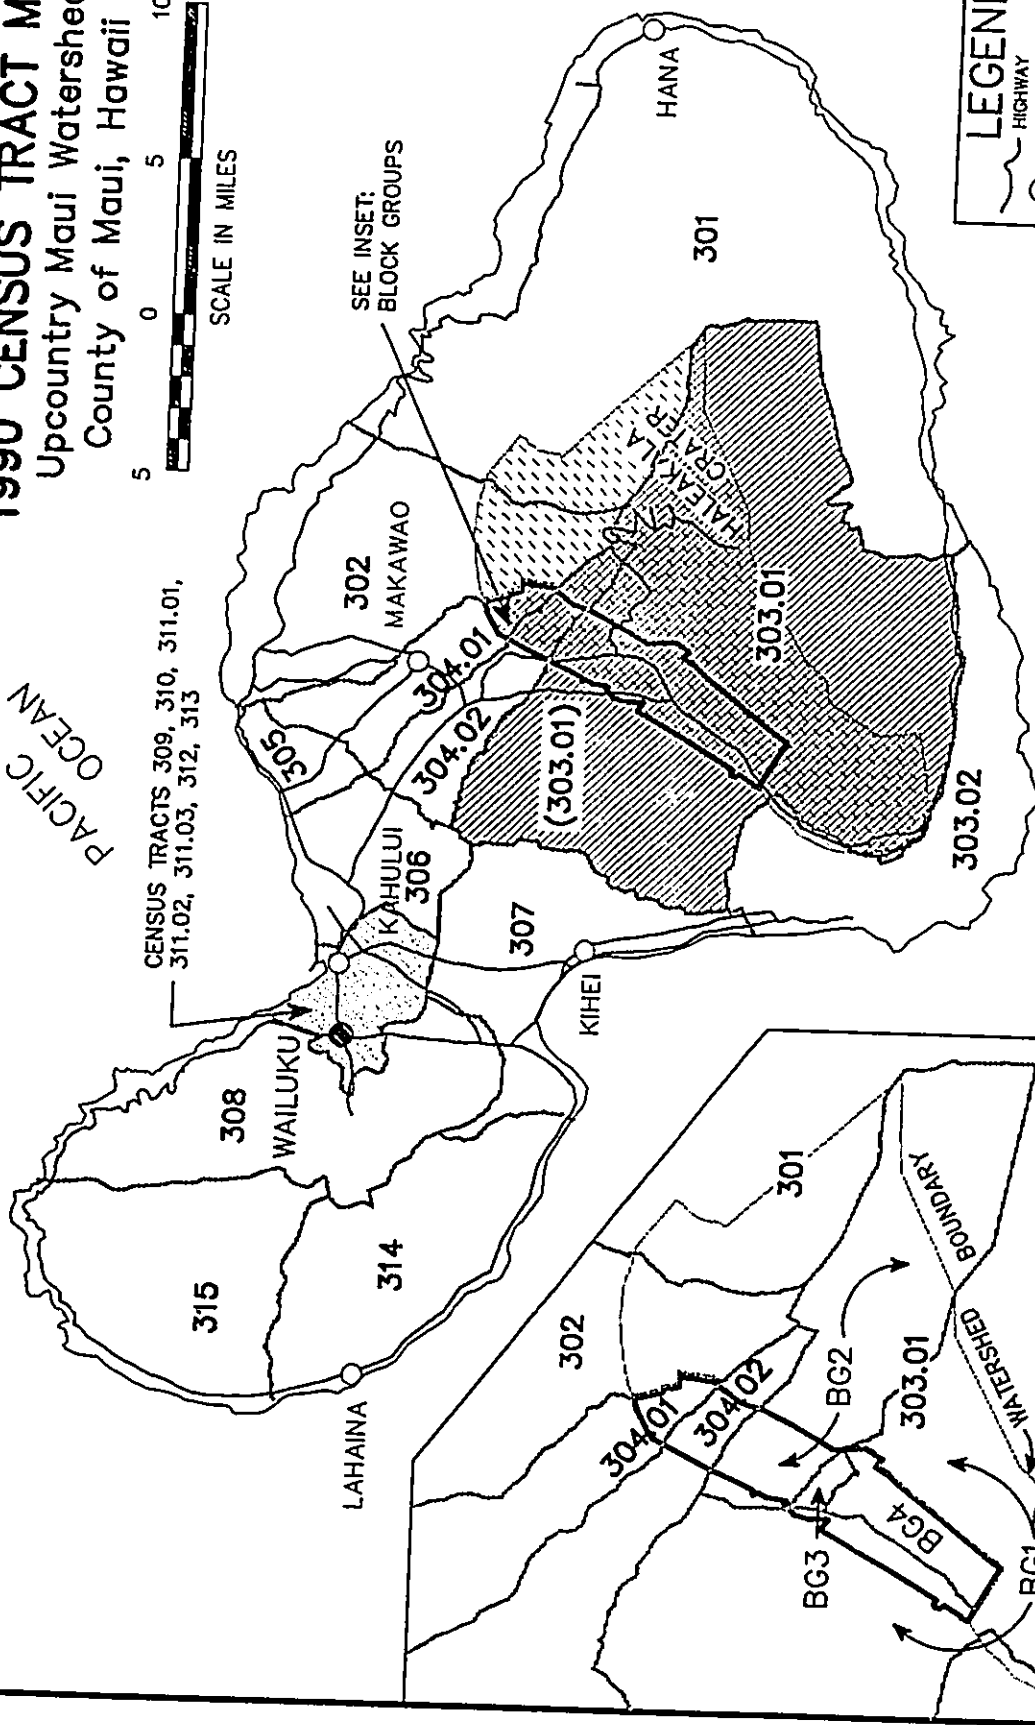 1990 CENSUS TRACT M
Upcountry Maui Watershed
County of Maui, Hawaii
5 0 5 10
SCALE IN MILES
PACIFIC
OCEAN
CENSUS TRACTS 309, 310, 311.01,
311.02, 311.03, 312, 313
SEE INSET:
BLOCK GROUPS
315
308
WAILUKU
314
LAHAINA
KAHULUI
306
307
KIHEI
305
302
MAKAWAO
304.01
304.02
(303.01)
303.01
HALEAKALA
CRATER
303.02
301
HANA
302
301
304.01
304.02
BG2
303.01
BG3
BG4
BG1
WATERSHED
BOUNDARY
LEGEN
HIGHWAY